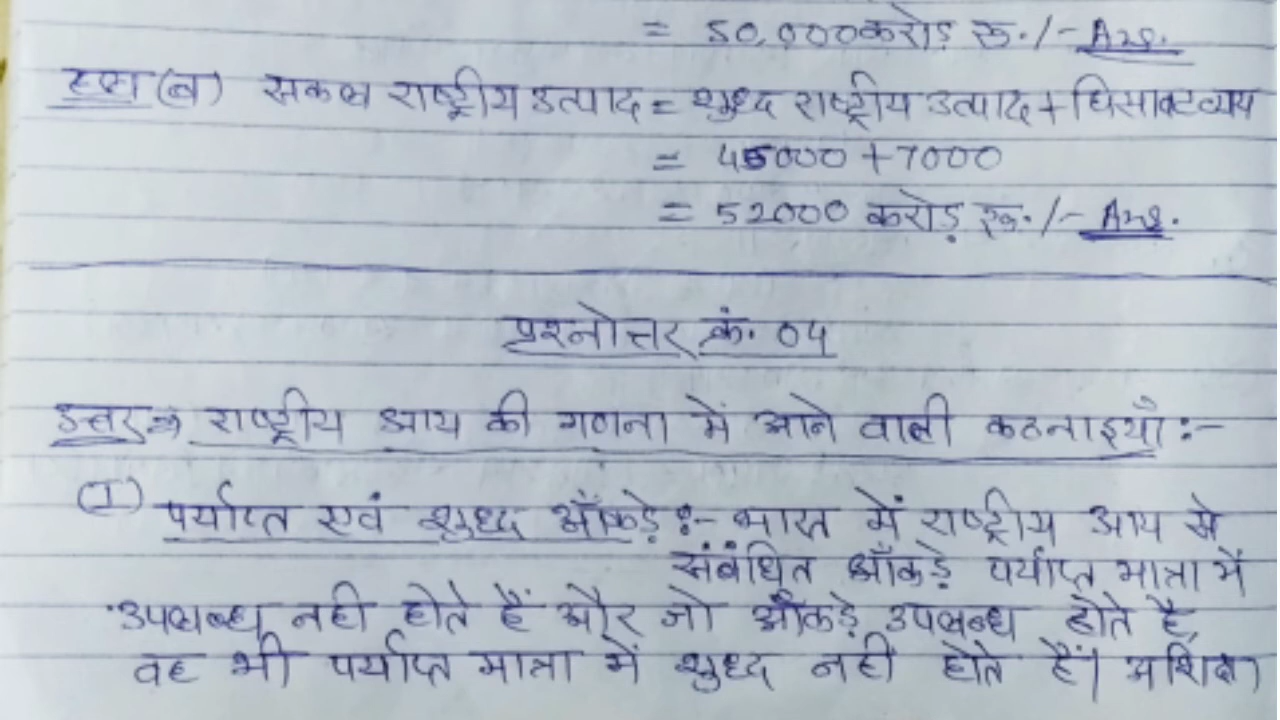 = 50,000 करोड़ रू./- Ans.
हल (ब) सकल राष्ट्रीय उत्पाद = शुध्द राष्ट्रीय उत्पाद + घिसावट व्यय
= 45000 + 7000
= 52000 करोड़ रू./- Ans.
प्रश्नोत्तर क्रं. 04
उत्तर⇒ राष्ट्रीय आय की गणना में आने वाली कठनाइयाँ :-
(I) पर्याप्त एवं शुध्द आँकड़े :- भारत में राष्ट्रीय आय से
संबंधित आँकड़े पर्याप्त मात्रा में
उपलब्ध नही होते हैं और जो आँकड़े उपलब्ध होते है,
वह भी पर्याप्त मात्रा में शुध्द नही होते हैं।